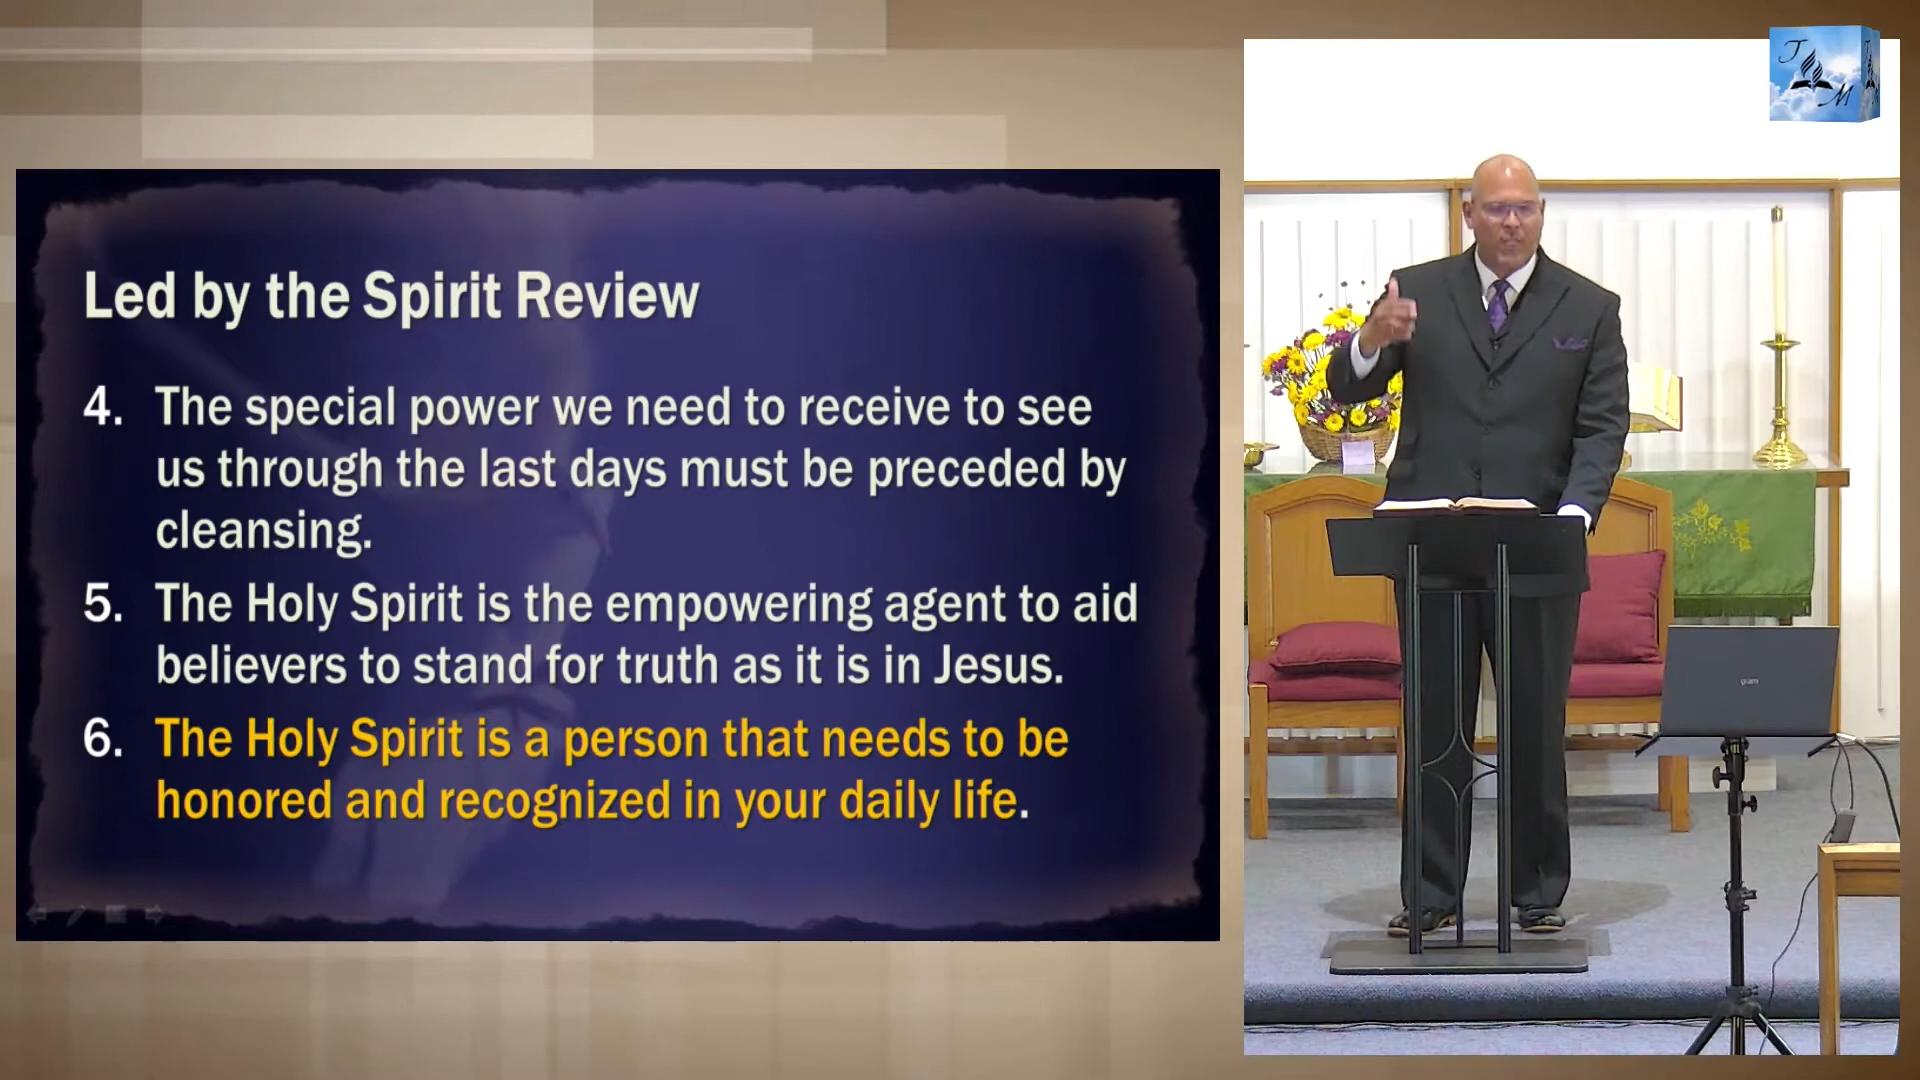 Led by the Spirit Review
4. The special power we need to receive to see
us through the last days must be preceded by
cleansing.
5. The Holy Spirit is the empowering agent to aid
believers to stand for truth as it is in Jesus.
6. The Holy Spirit is a person that needs to be
honored and recognized in your daily life.
T
M
gram